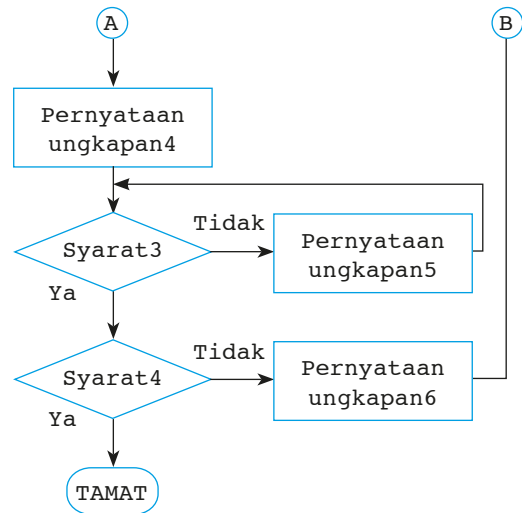 A
B
Pernyataan
ungkapan4
Syarat3
Tidak
Pernyataan
ungkapan5
Ya
Syarat4
Tidak
Pernyataan
ungkapan6
Ya
TAMAT